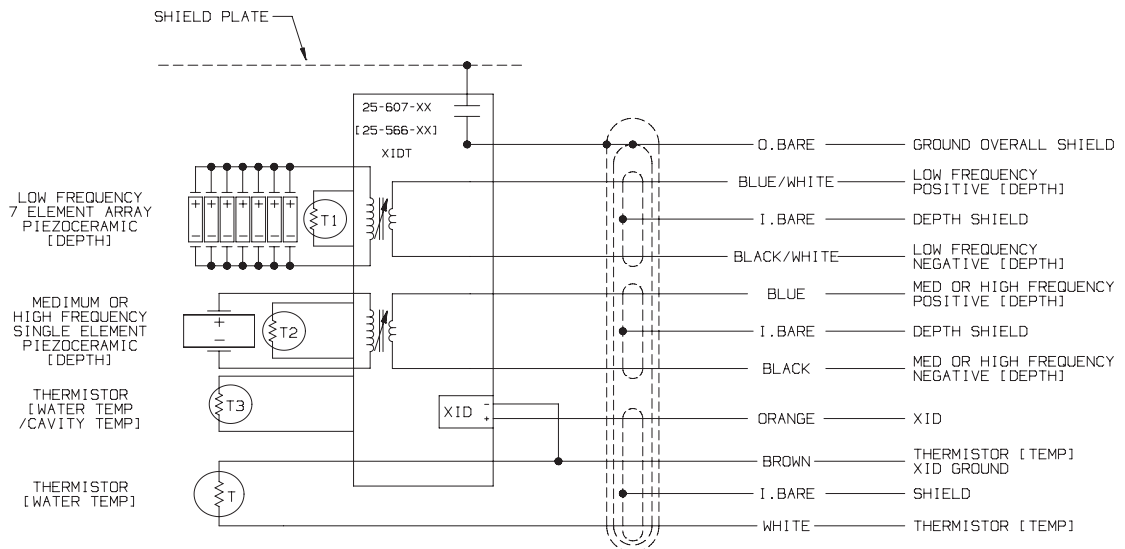 SHIELD PLATE
25-607-XX
[25-566-XX]
XIDT
O.BARE
GROUND OVERALL SHIELD
LOW FREQUENCY
7 ELEMENT ARRAY
PIEZOCERAMIC
[DEPTH]
+ + + + + + +
- - - - - - -
T1
BLUE/WHITE
LOW FREQUENCY
POSITIVE [DEPTH]
I.BARE
DEPTH SHIELD
BLACK/WHITE
LOW FREQUENCY
NEGATIVE [DEPTH]
MEDIMUM OR
HIGH FREQUENCY
SINGLE ELEMENT
PIEZOCERAMIC
[DEPTH]
+
-
T2
BLUE
MED OR HIGH FREQUENCY
POSITIVE [DEPTH]
I.BARE
DEPTH SHIELD
BLACK
MED OR HIGH FREQUENCY
NEGATIVE [DEPTH]
THERMISTOR
[WATER TEMP
/CAVITY TEMP]
T3
XID
-
+
ORANGE
XID
BROWN
THERMISTOR [TEMP]
XID GROUND
THERMISTOR
[WATER TEMP]
T
I.BARE
SHIELD
WHITE
THERMISTOR [TEMP]